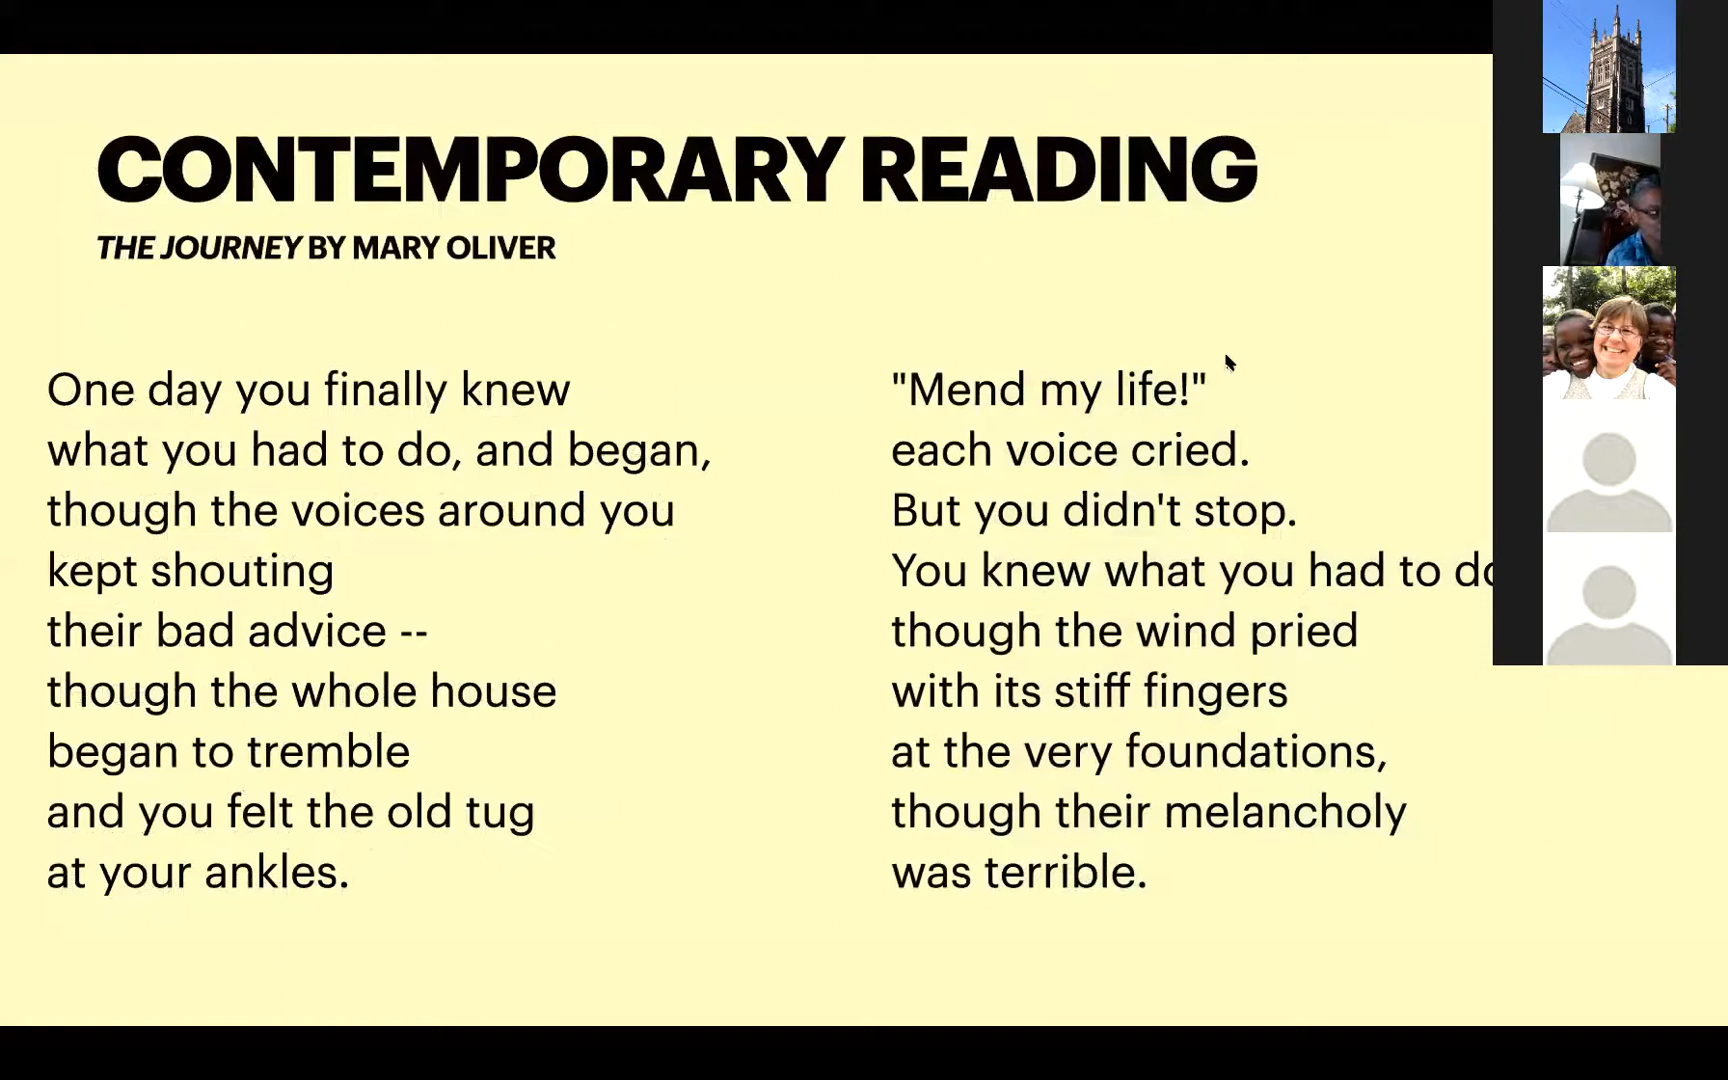 CONTEMPORARY READING
THE JOURNEY BY MARY OLIVER
One day you finally knew
what you had to do, and began,
though the voices around you
kept shouting
their bad advice --
though the whole house
began to tremble
and you felt the old tug
at your ankles.
"Mend my life!"
each voice cried.
But you didn't stop.
You knew what you had to
though the wind pried
with its stiff fingers
at the very foundations,
though their melancholy
was terrible.